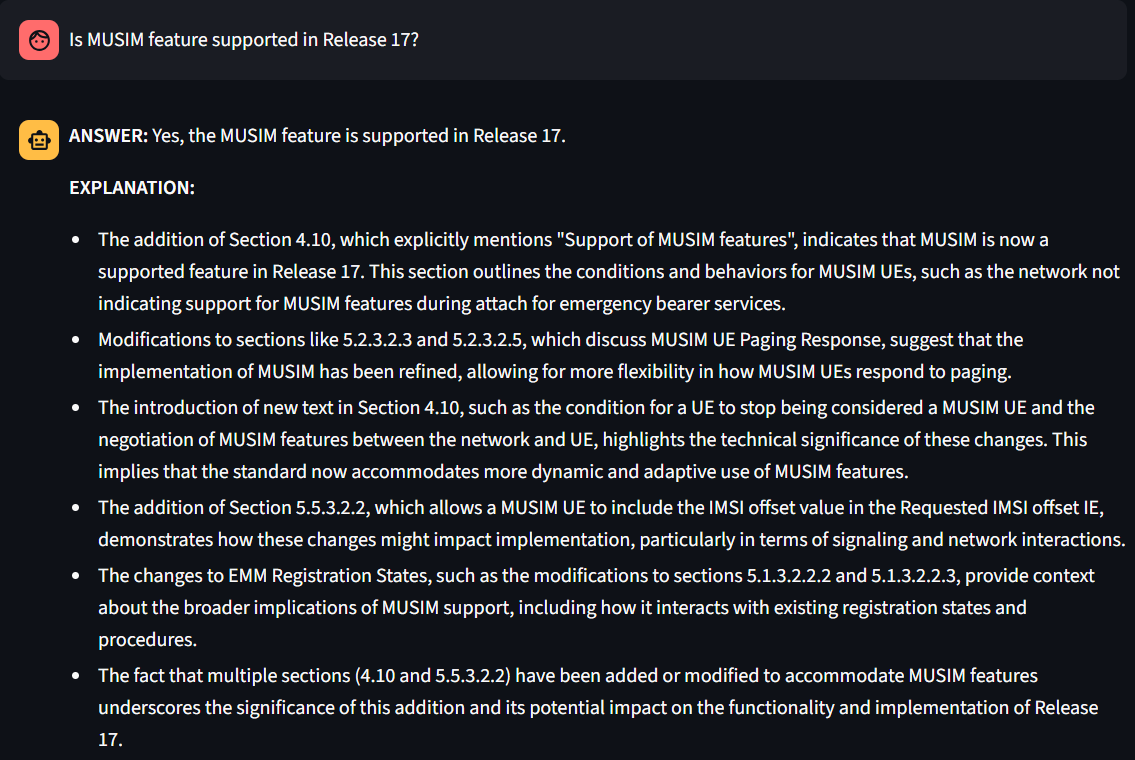 Is MUSIM feature supported in Release 17?
ANSWER: Yes, the MUSIM feature is supported in Release 17.
EXPLANATION:
• The addition of Section 4.10, which explicitly mentions "Support of MUSIM features", indicates that MUSIM is now a
supported feature in Release 17. This section outlines the conditions and behaviors for MUSIM UEs, such as the network not
indicating support for MUSIM features during attach for emergency bearer services.
• Modifications to sections like 5.2.3.2.3 and 5.2.3.2.5, which discuss MUSIM UE Paging Response, suggest that the
implementation of MUSIM has been refined, allowing for more flexibility in how MUSIM UEs respond to paging.
• The introduction of new text in Section 4.10, such as the condition for a UE to stop being considered a MUSIM UE and the
negotiation of MUSIM features between the network and UE, highlights the technical significance of these changes. This
implies that the standard now accommodates more dynamic and adaptive use of MUSIM features.
• The addition of Section 5.5.3.2.2, which allows a MUSIM UE to include the IMSI offset value in the Requested IMSI offset IE,
demonstrates how these changes might impact implementation, particularly in terms of signaling and network interactions.
• The changes to EMM Registration States, such as the modifications to sections 5.1.3.2.2.2 and 5.1.3.2.2.3, provide context
about the broader implications of MUSIM support, including how it interacts with existing registration states and
procedures.
• The fact that multiple sections (4.10 and 5.5.3.2.2) have been added or modified to accommodate MUSIM features
underscores the significance of this addition and its potential impact on the functionality and implementation of Release
17.